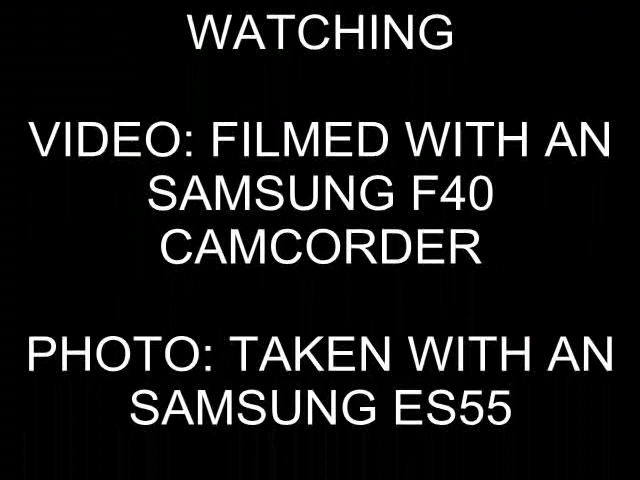 WATCHING
VIDEO: FILMED WITH AN
SAMSUNG F40
CAMCORDER
PHOTO: TAKEN WITH AN
SAMSUNG ES55